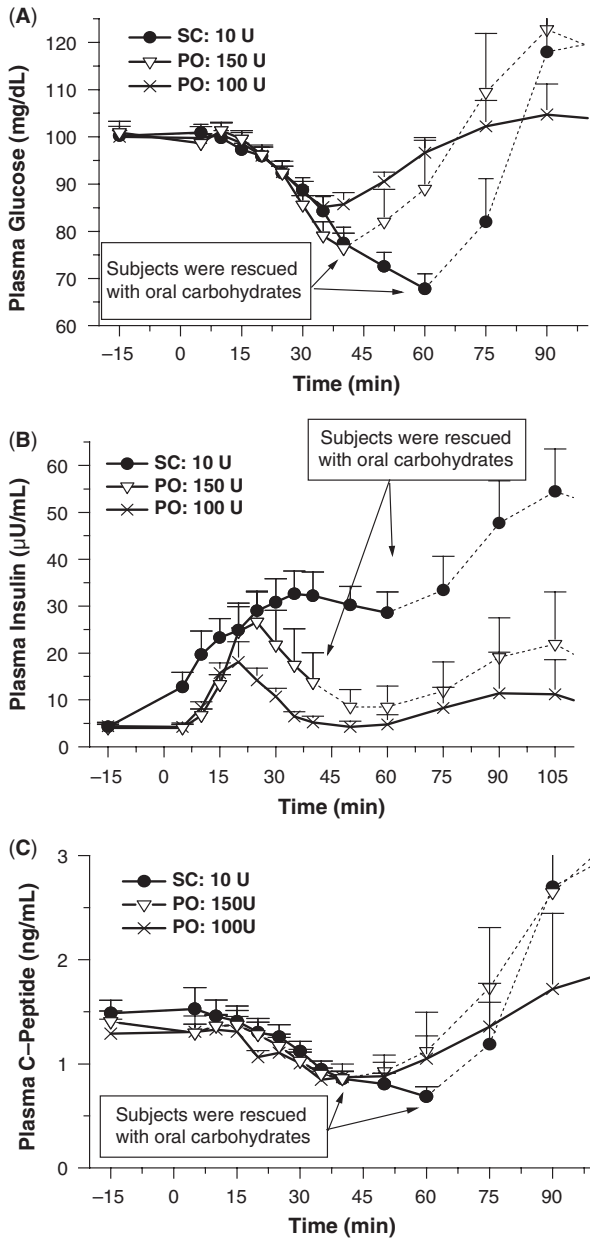 (A)
SC: 10 U
PO: 150 U
PO: 100 U
Plasma Glucose (mg/dL)
120
110
100
90
80
70
60
Subjects were rescued
with oral carbohydrates
−15 0 15 30 45 60 75 90
Time (min)
(B)
Subjects were rescued
with oral carbohydrates
SC: 10 U
PO: 150 U
PO: 100 U
Plasma Insulin (μU/mL)
60
50
40
30
20
10
0
−15 0 15 30 45 60 75 90 105
Time (min)
(C)
SC: 10 U
PO: 150U
PO: 100U
Plasma C–Peptide (ng/mL)
3
2
1
0
Subjects were rescued
with oral carbohydrates
−15 0 15 30 45 60 75 90
Time (min)